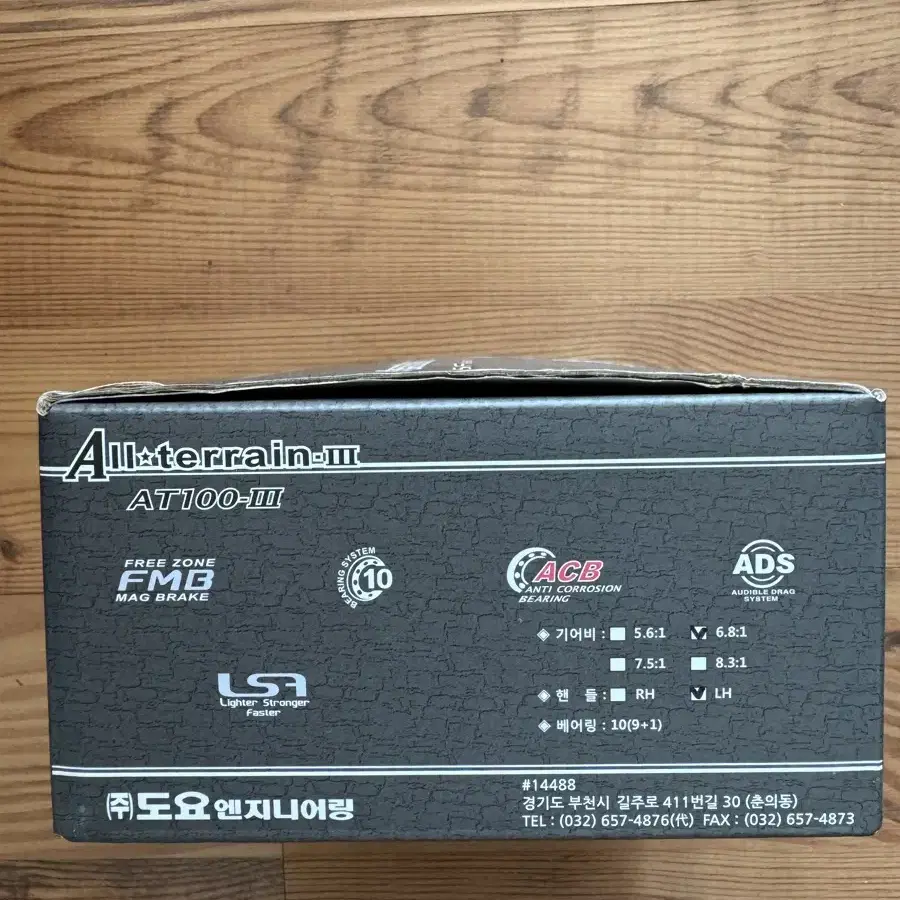 All★terrain-III
AT100-III
FREE ZONE
FMB
MAG BRAKE
BEARING SYSTEM
10
ACB
ANTI CORROSION
BEARING
ADS
AUDIBLE DRAG
SYSTEM
LSF
Lighter Stronger
Faster
◈ 기어비 : 5.6:1 6.8:1
7.5:1 8.3:1
◈ 핸 들 : RH LH
◈ 베어링 : 10(9+1)
㈜도요엔지니어링
#14488
경기도 부천시 길주로 411번길 30 (춘의동)
TEL : (032) 657-4876(代) FAX : (032) 657-4873